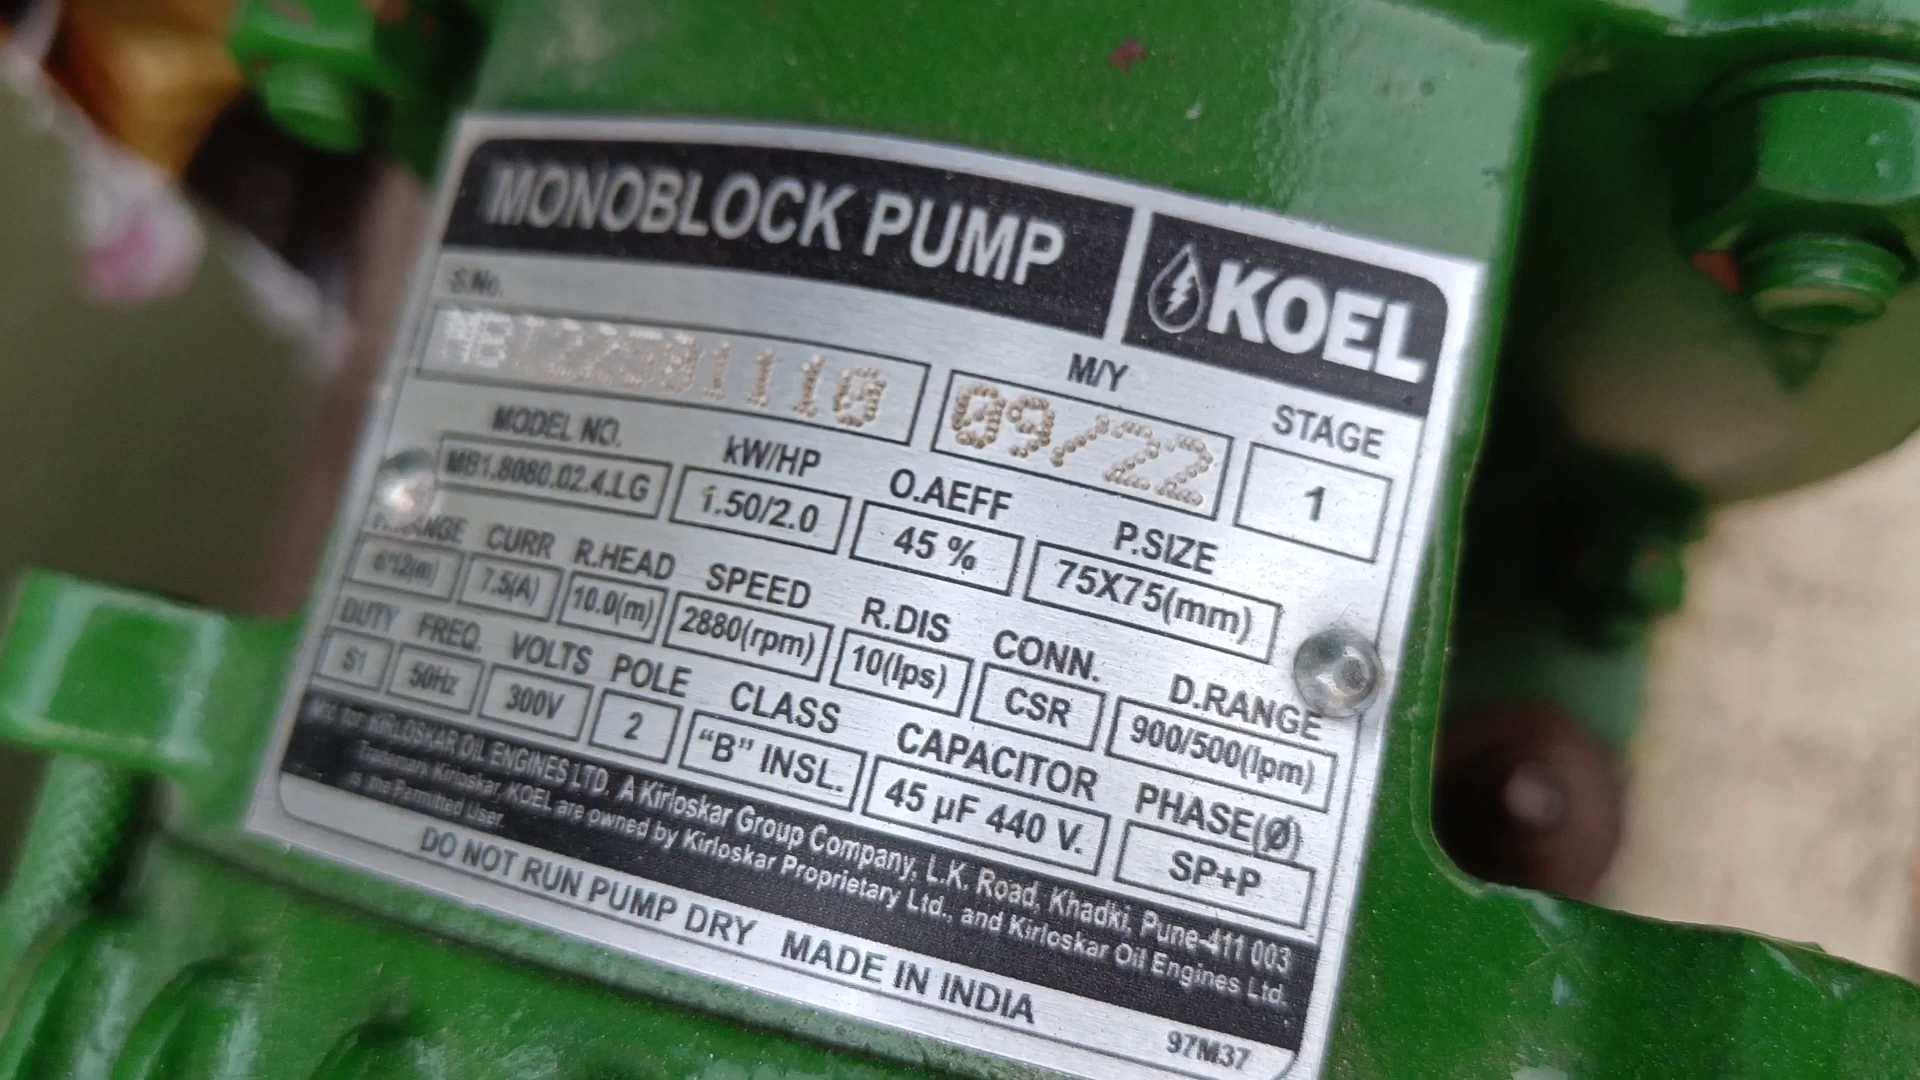 MONOBLOCK PUMP KOEL
S.No. M/Y STAGE
09/22 1
MODEL NO. kW/HP O.AEFF P.SIZE
MB1.8080.02.4.LG 1.50/2.0 45 % 75X75(mm)
CURR R.HEAD SPEED R.DIS CONN. D.RANGE
7.5(A) 10.0(m) 2880(rpm) 10(lps) CSR 900/500(lpm)
DUTY FREQ. VOLTS POLE CLASS CAPACITOR PHASE(Ø)
S1 50Hz 300V 2 “B” INSL. 45 µF 440 V. SP+P
for KIRLOSKAR OIL ENGINES LTD. A Kirloskar Group Company, L.K. Road, Khadki, Pune-411 003
Trademark Kirloskar, KOEL are owned by Kirloskar Proprietary Ltd., and Kirloskar Oil Engines Ltd.
is the Permitted User.
DO NOT RUN PUMP DRY MADE IN INDIA
97M37